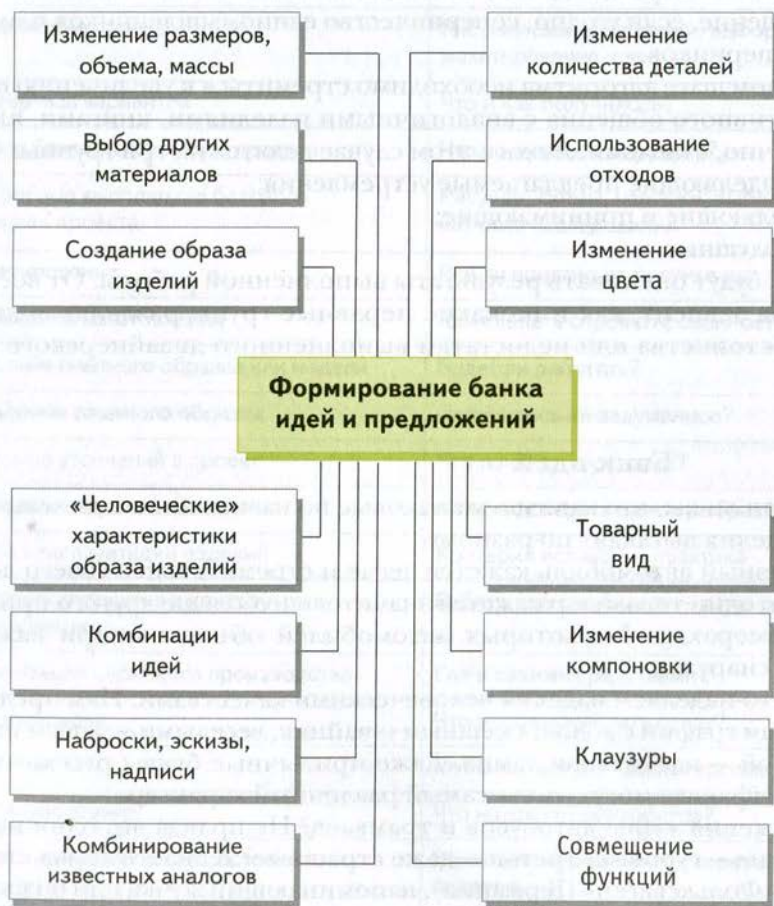 Изменение размеров,
объема, массы
Изменение
количества деталей
Выбор других
материалов
Использование
отходов
Создание образа
изделий
Изменение
цвета
Формирование банка
идей и предложений
«Человеческие»
характеристики
образа изделий
Товарный
вид
Комбинации
идей
Изменение
компоновки
Наброски, эскизы,
надписи
Клаузуры
Комбинирование
известных аналогов
Совмещение
функций